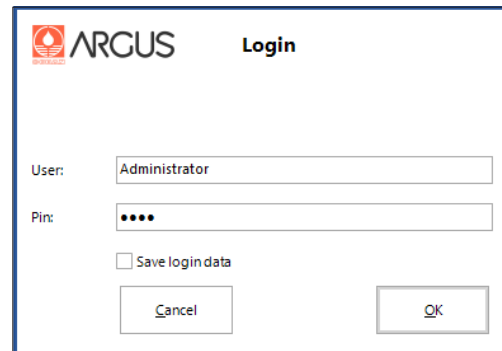 ARGUS Login
User: Administrator
Pin: ••••
Save login data
Cancel OK